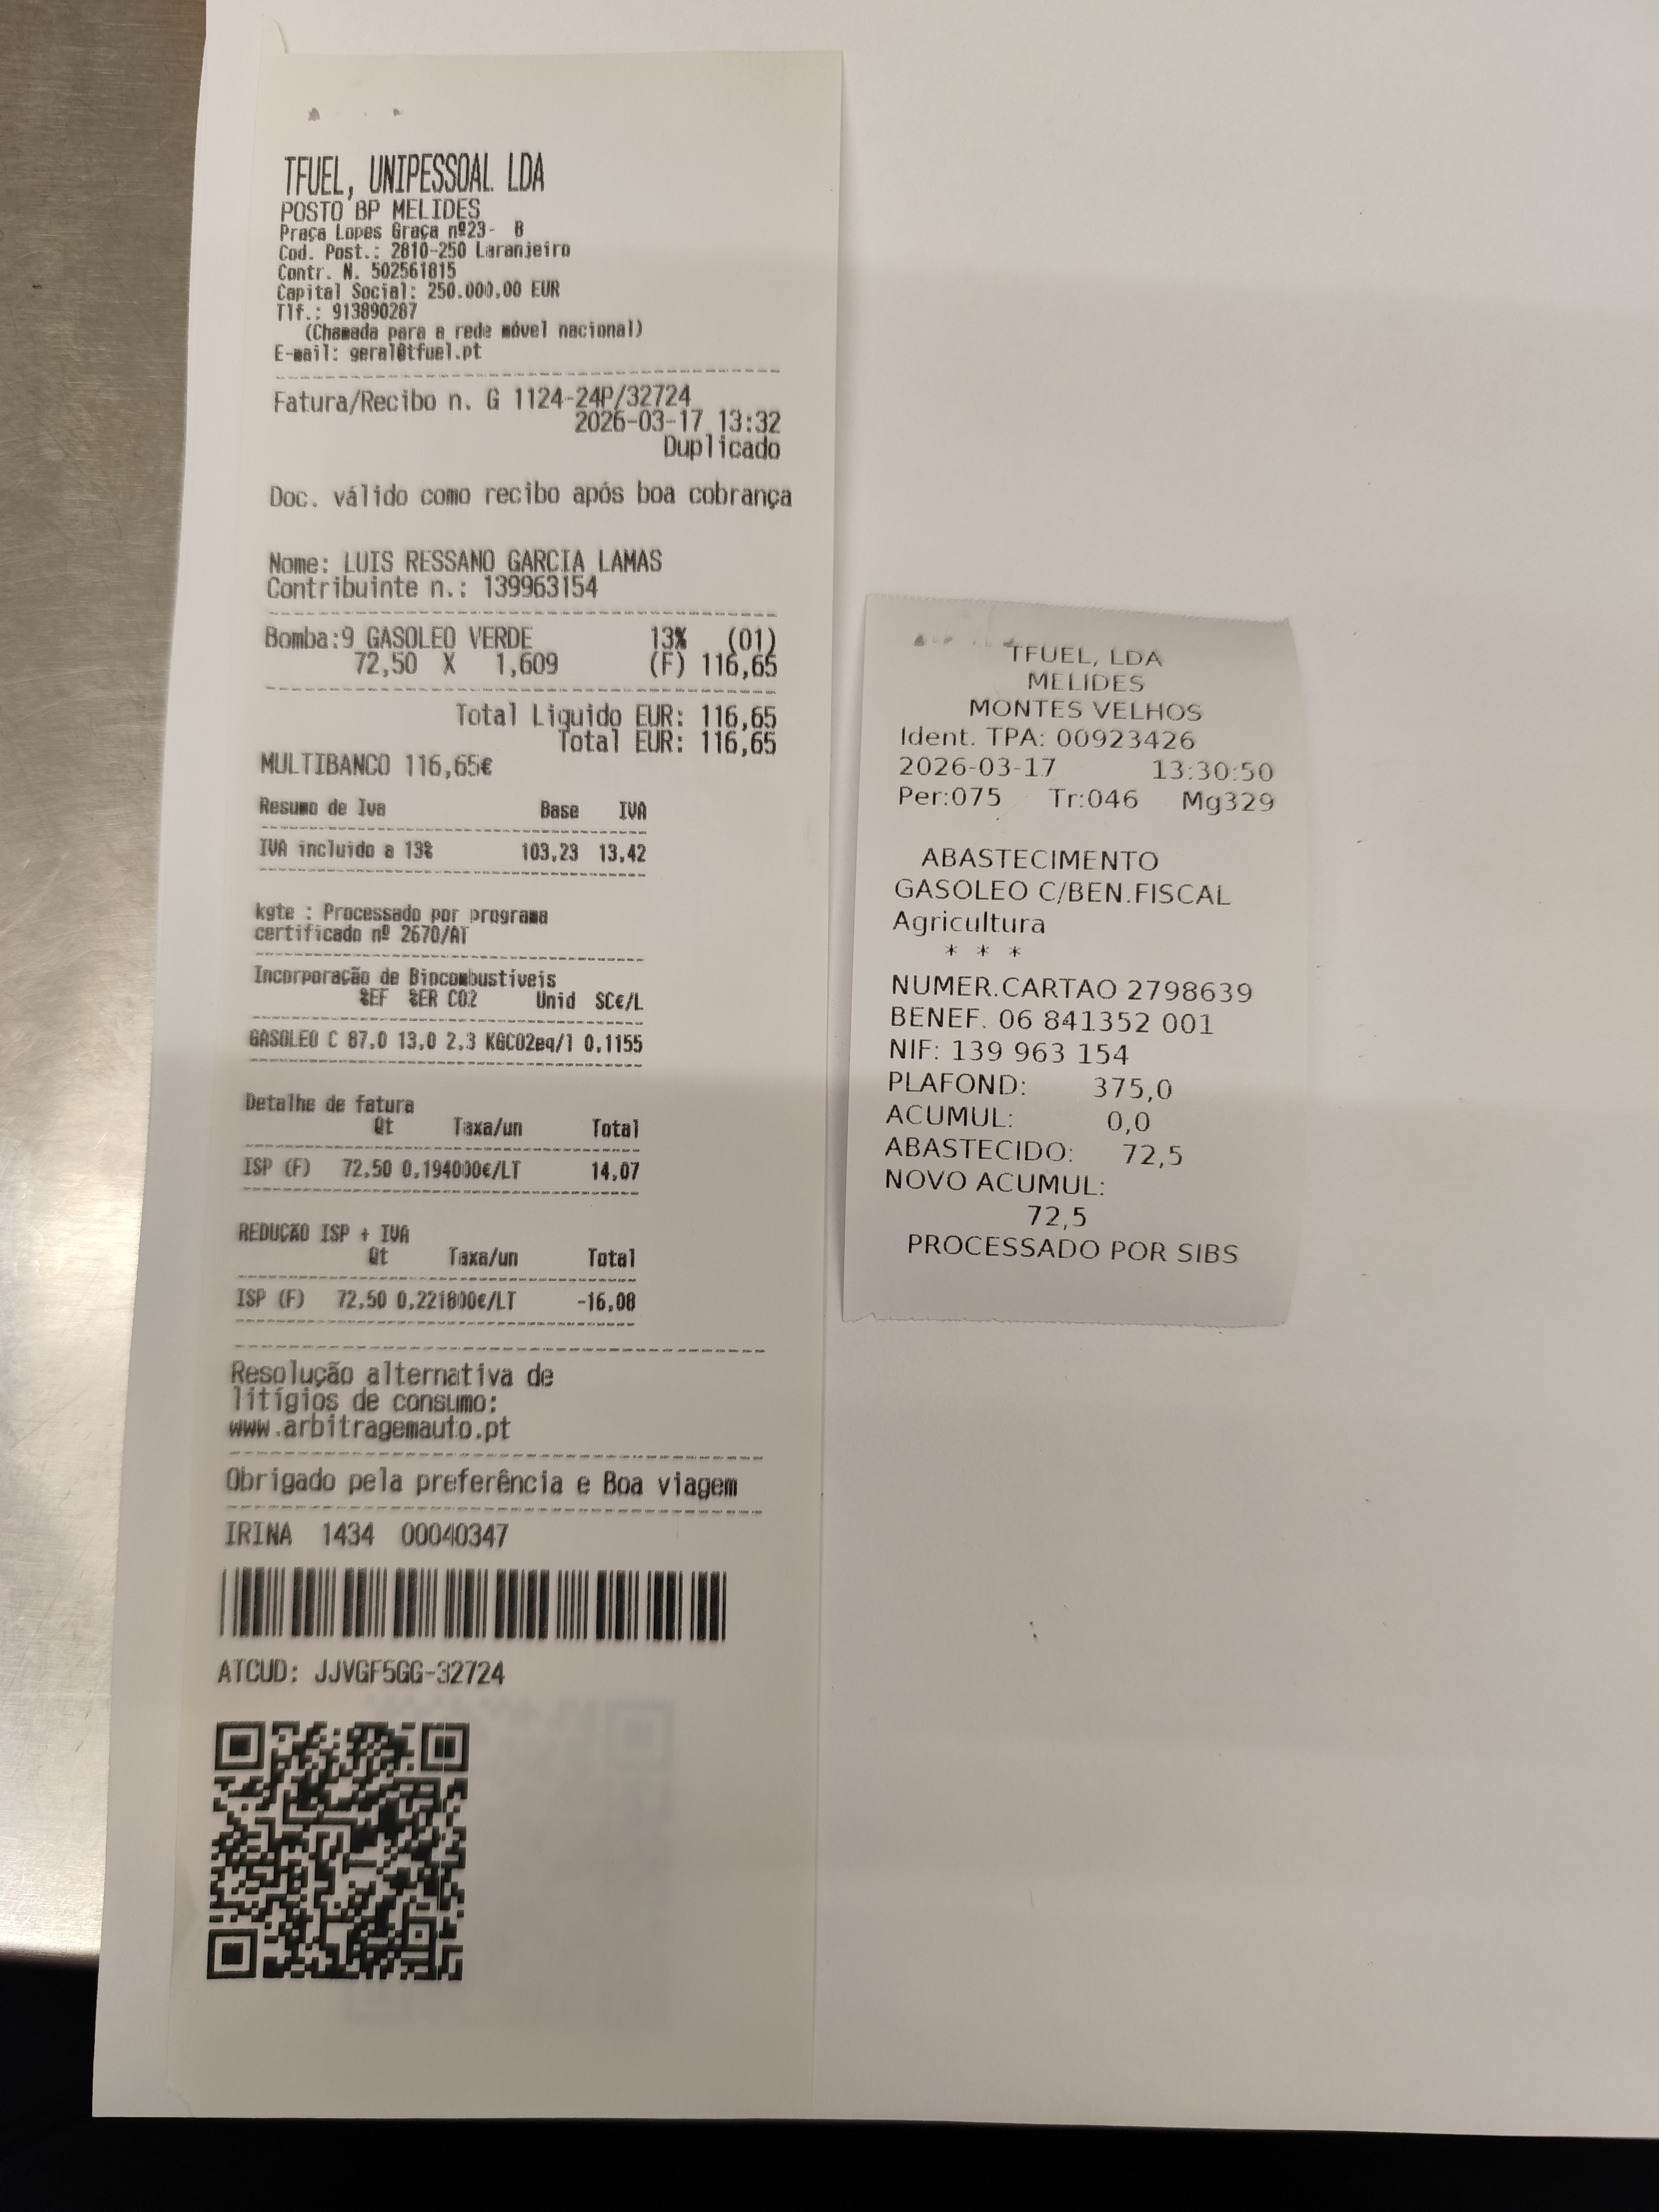 TFUEL, UNIPESSOAL LDA
POSTO BP MELIDES
Praça Lopes Graça nº23- B
Cod. Post.: 2810-250 Laranjeiro
Contr. N. 502561815
Capital Social: 250.000,00 EUR
Tlf.: 913890287
(Chamada para a rede móvel nacional)
E-mail: geral@tfuel.pt
Fatura/Recibo n. G 1124-24P/32724
2026-03-17 13:32
Duplicado
Doc. válido como recibo após boa cobrança
Nome: LUIS RESSANO GARCIA LAMAS
Contribuinte n.: 139963154
Bomba:9 GASOLEO VERDE 13% (01)
72,50 X 1,609 (F) 116,65
Total Liquido EUR: 116,65
Total EUR: 116,65
MULTIBANCO 116,65€
Resumo de Iva Base IVA
IVA incluido a 13% 103,23 13,42
kgte : Processado por programa
certificado nº 2670/AT
Incorporação de Biocombustíveis
%EF %ER CO2 Unid SC€/L
GASOLEO C 87,0 13,0 2,3 KGCO2eq/l 0,1155
Detalhe de fatura
Qt Taxa/un Total
ISP (F) 72,50 0,194000€/LT 14,07
REDUÇÃO ISP + IVA
Qt Taxa/un Total
ISP (F) 72,50 0,221800€/LT -16,08
Resolução alternativa de
litígios de consumo:
www.arbitragemauto.pt
Obrigado pela preferência e Boa viagem
IRINA 1434 00040347
ATCUD: JJVGF5GG-32724
TFUEL, LDA
MELIDES
MONTES VELHOS
Ident. TPA: 00923426
2026-03-17 13:30:50
Per:075 Tr:046 Mg329
ABASTECIMENTO
GASOLEO C/BEN.FISCAL
Agricultura
* * *
NUMER.CARTAO 2798639
BENEF. 06 841352 001
NIF: 139 963 154
PLAFOND: 375,0
ACUMUL: 0,0
ABASTECIDO: 72,5
NOVO ACUMUL:
72,5
PROCESSADO POR SIBS